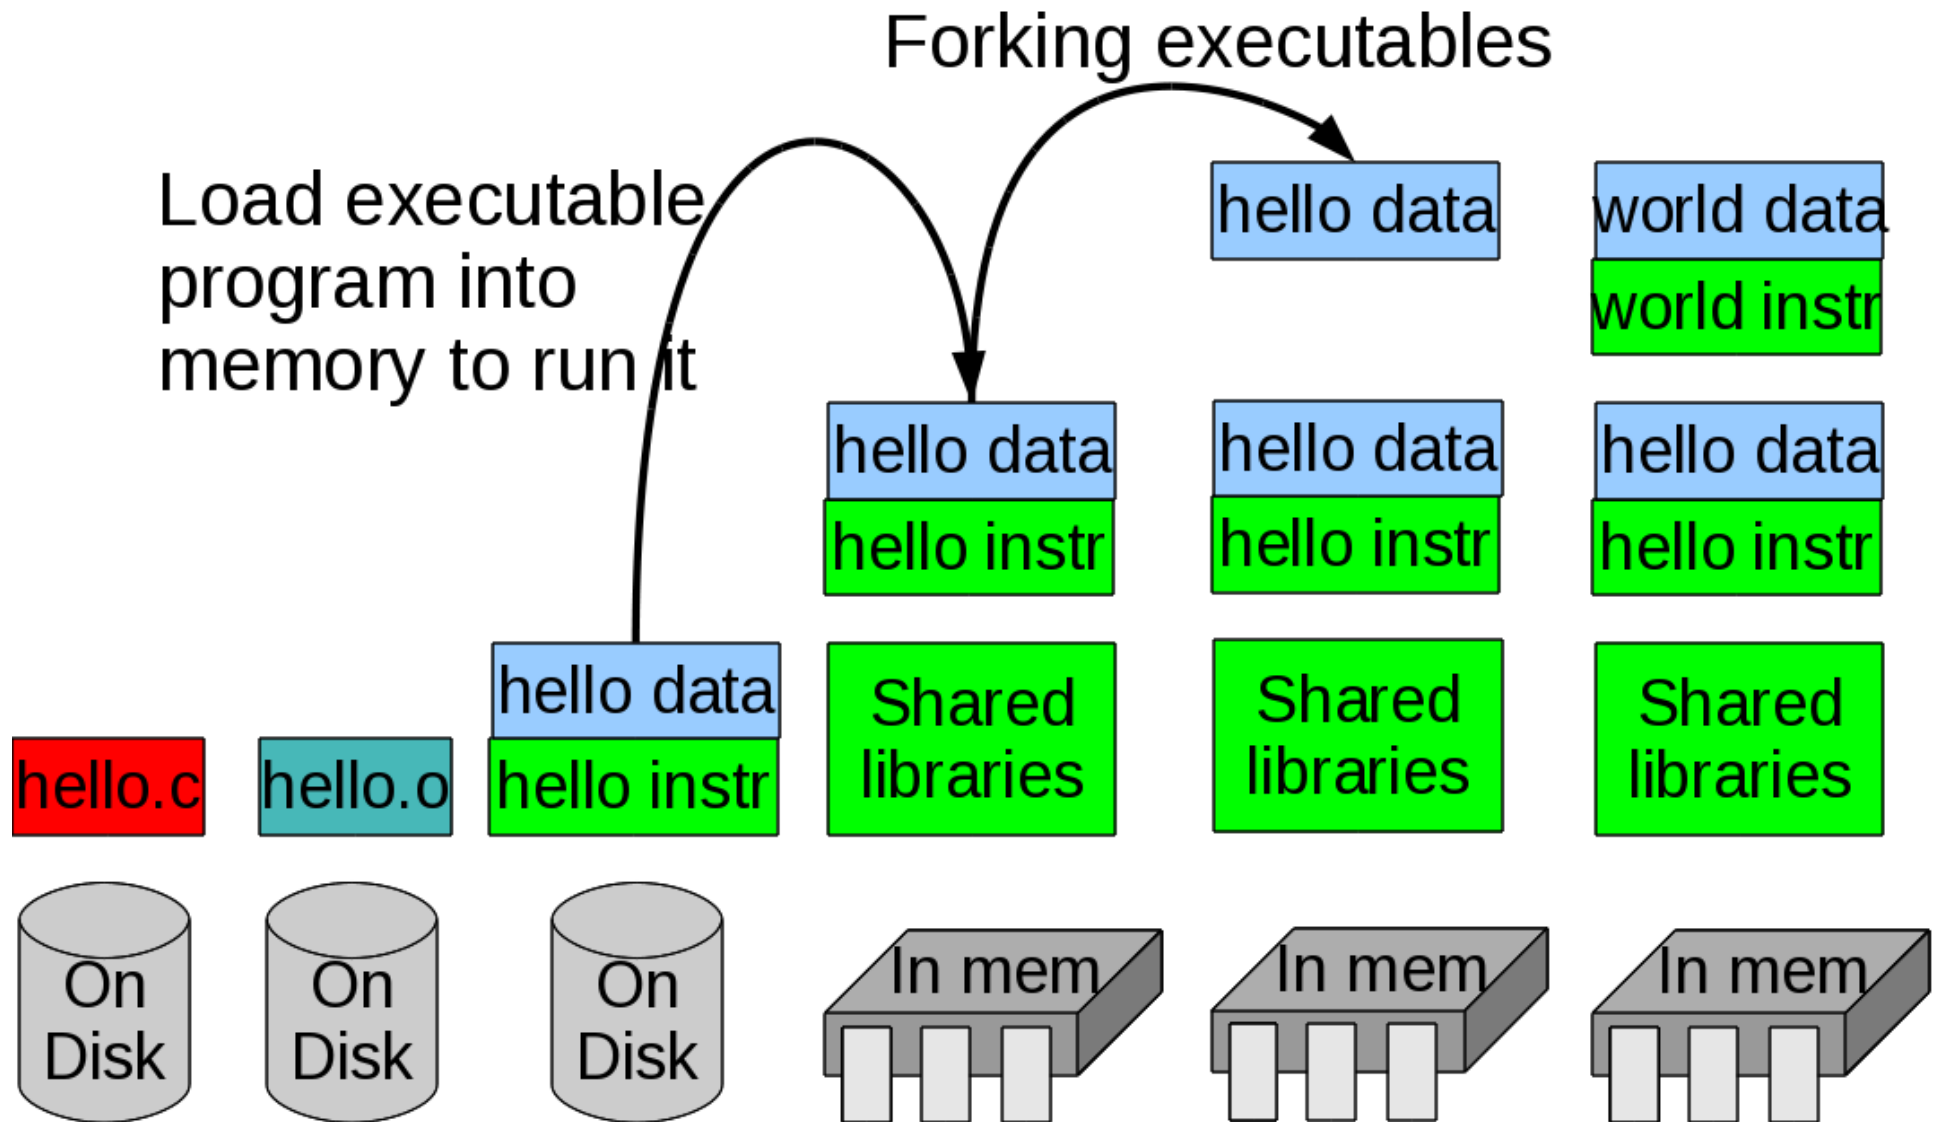 Forking executables
Load executable
program into
memory to run it
hello data
world data
world instr
hello data
hello instr
hello data
hello instr
hello data
hello instr
hello.c
hello.o
hello data
hello instr
Shared
libraries
Shared
libraries
Shared
libraries
On
Disk
On
Disk
On
Disk
In mem
In mem
In mem